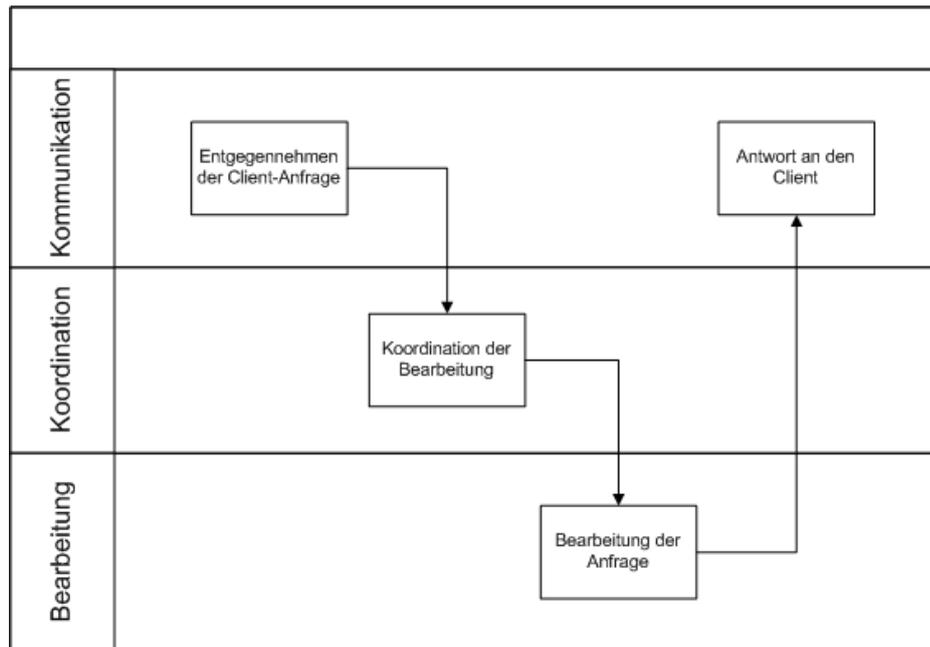 Kommunikation
Entgegennehmen
der Client-Anfrage
Antwort an den
Client
Koordination
Koordination der
Bearbeitung
Bearbeitung
Bearbeitung der
Anfrage